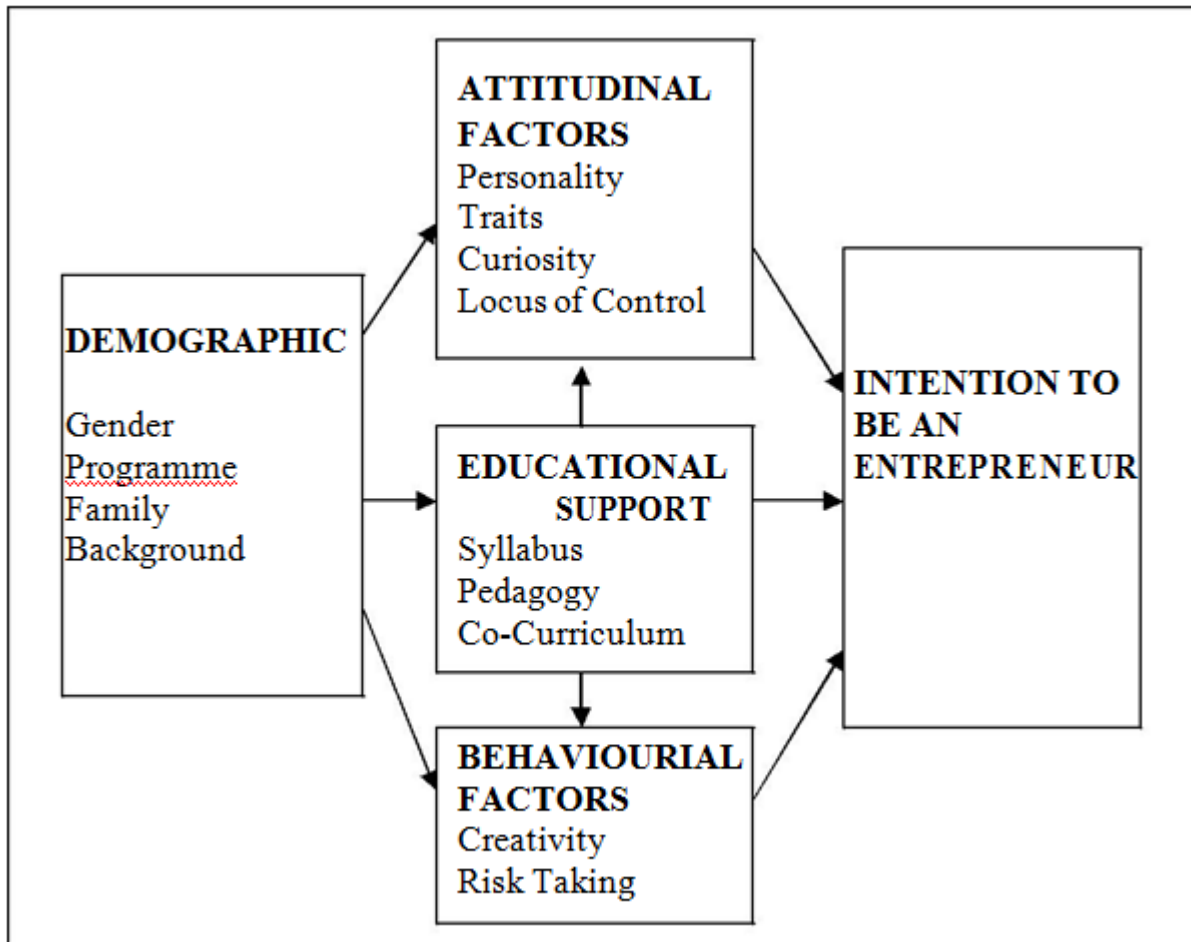 DEMOGRAPHIC
Gender
Programme
Family
Background
ATTITUDINAL
FACTORS
Personality
Traits
Curiosity
Locus of Control
EDUCATIONAL
SUPPORT
Syllabus
Pedagogy
Co-Curriculum
BEHAVIOURIAL
FACTORS
Creativity
Risk Taking
INTENTION TO
BE AN
ENTREPRENEUR